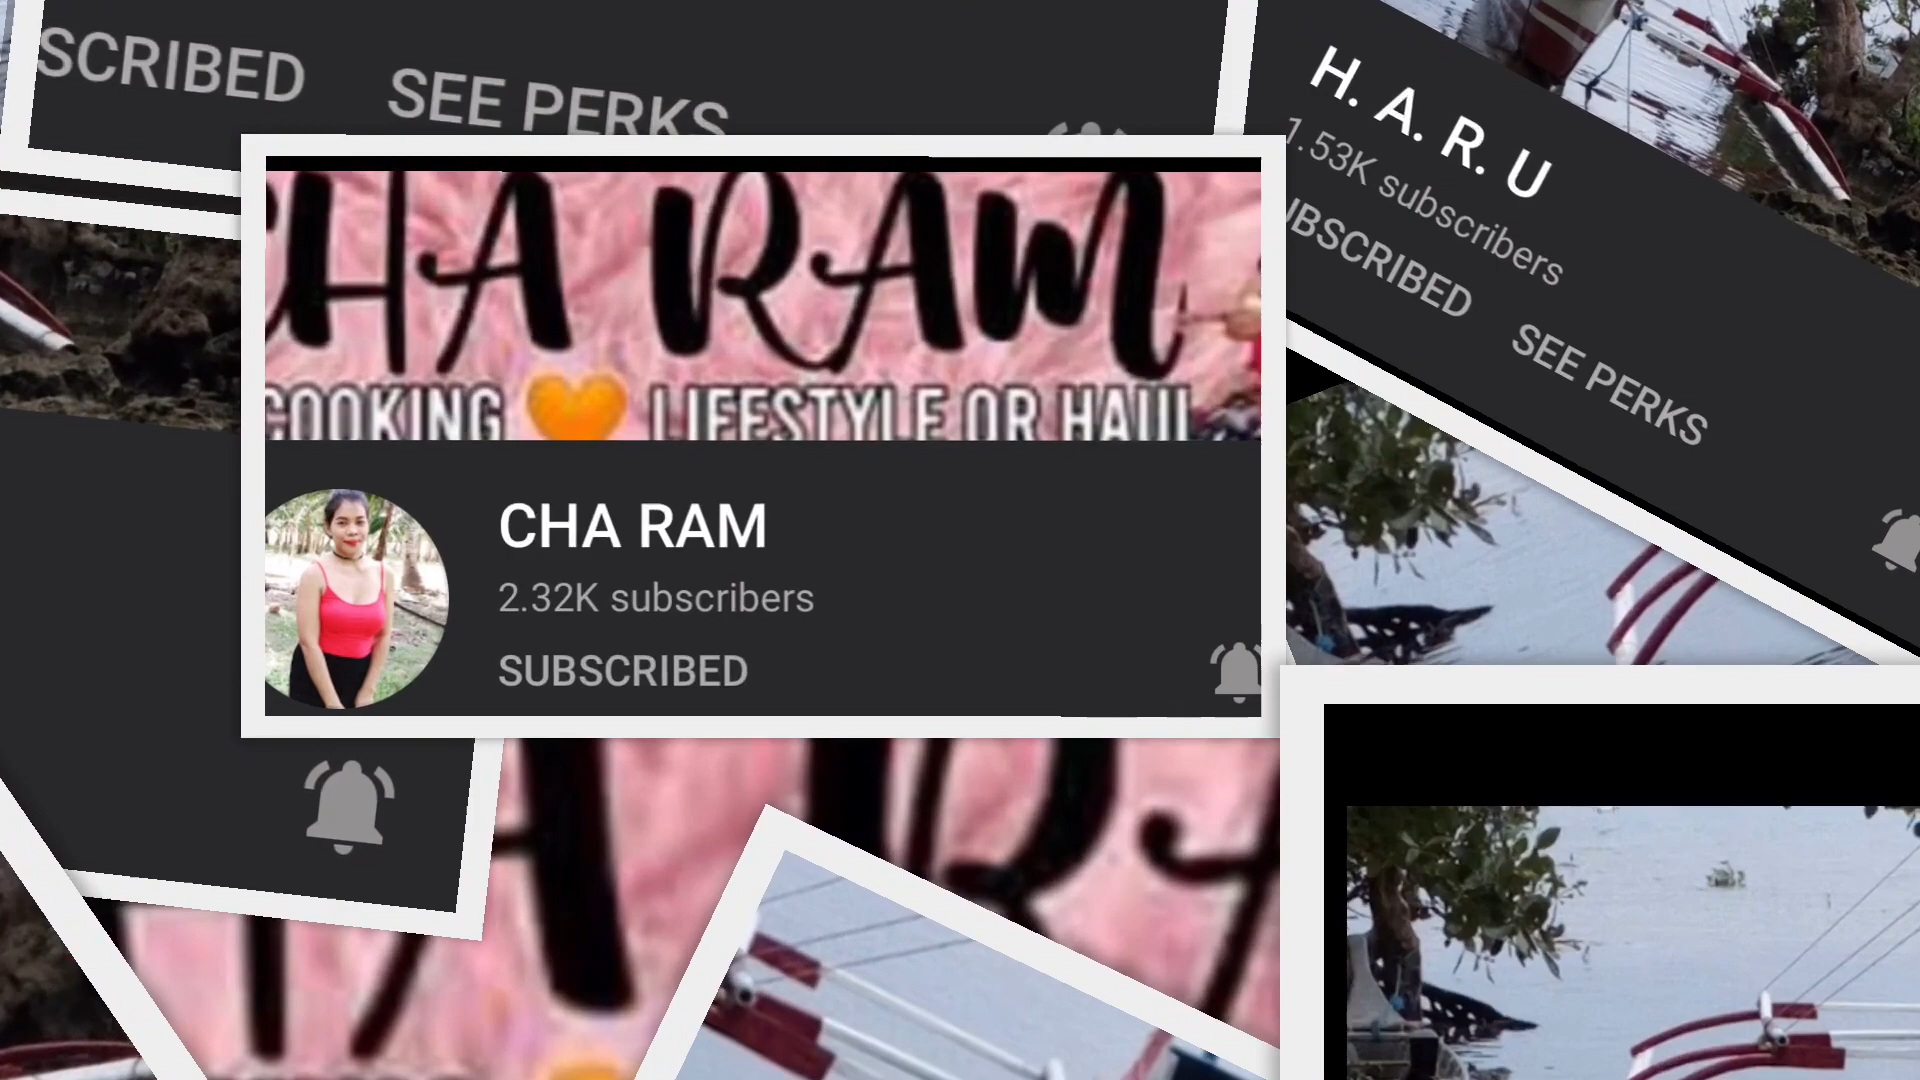 SCRIBED SEE PERKS
H. A. R. U
1.53K subscribers
UBSCRIBED SEE PERKS
CHA RAM
COOKING 🧡 LIFESTYLE OR HAUL
CHA RAM
2.32K subscribers
SUBSCRIBED